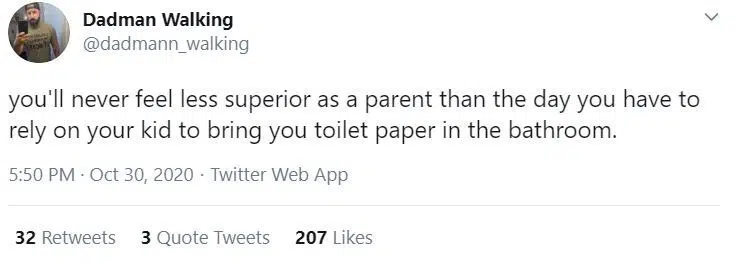 Dadman Walking
@dadmann_walking
you'll never feel less superior as a parent than the day you have to
rely on your kid to bring you toilet paper in the bathroom.
5:50 PM · Oct 30, 2020 · Twitter Web App
32 Retweets 3 Quote Tweets 207 Likes